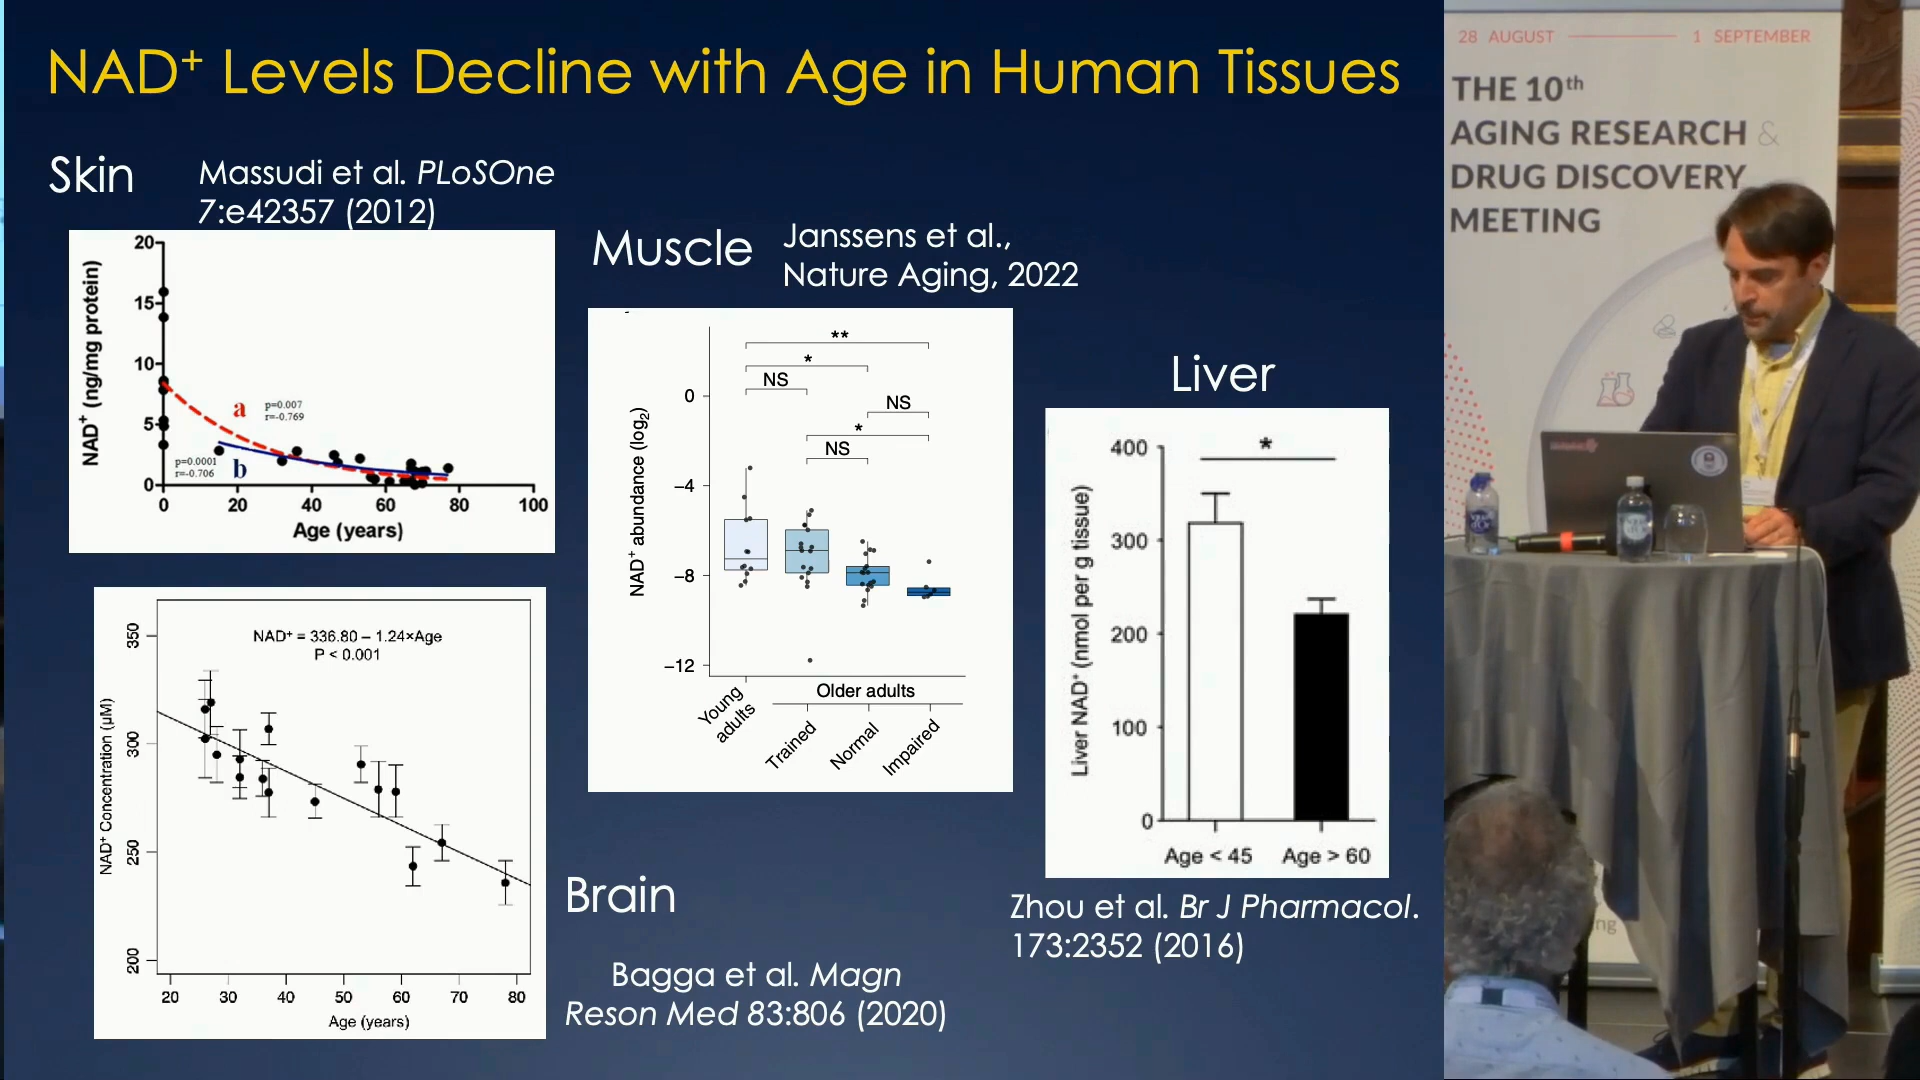 NAD⁺ Levels Decline with Age in Human Tissues
Skin
Massudi et al. PLoSOne
7:e42357 (2012)
NAD⁺ (ng/mg protein)
20
15
10
5
0
a
p=0.007
r=-0.769
p=0.0001
r=-0.706
b
0 20 40 60 80 100
Age (years)
Muscle
Janssens et al.,
Nature Aging, 2022
NAD⁺ abundance (log₂)
**
*
NS
NS
*
NS
0
−4
−8
−12
Young
adults
Older adults
Trained
Normal
Impaired
Liver
Liver NAD⁺ (nmol per g tissue)
*
400
300
200
100
0
Age < 45 Age > 60
Zhou et al. Br J Pharmacol.
173:2352 (2016)
NAD⁺ Concentration (μM)
NAD⁺ = 336.80 – 1.24×Age
P < 0.001
350
300
250
200
20 30 40 50 60 70 80
Age (years)
Brain
Bagga et al. Magn
Reson Med 83:806 (2020)
28 AUGUST 1 SEPTEMBER
THE 10th
AGING RESEARCH &
DRUG DISCOVERY
MEETING